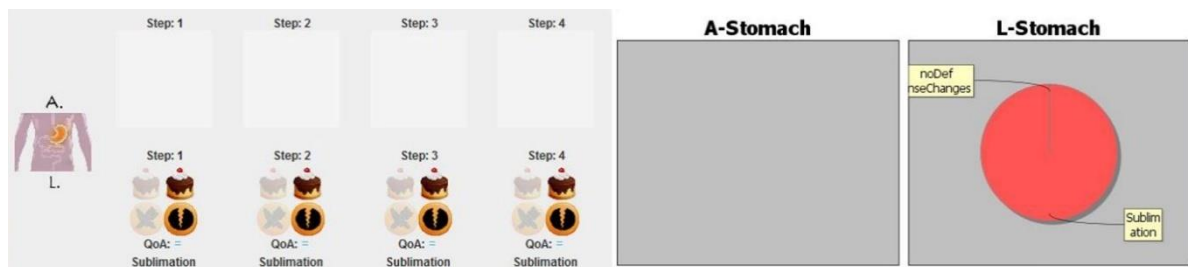 Step: 1 Step: 2 Step: 3 Step: 4
A.
L.
Step: 1 Step: 2 Step: 3 Step: 4
QoA: = QoA: = QoA: = QoA: =
Sublimation Sublimation Sublimation Sublimation
A-Stomach
L-Stomach
noDef
nseChanges
Sublim
ation